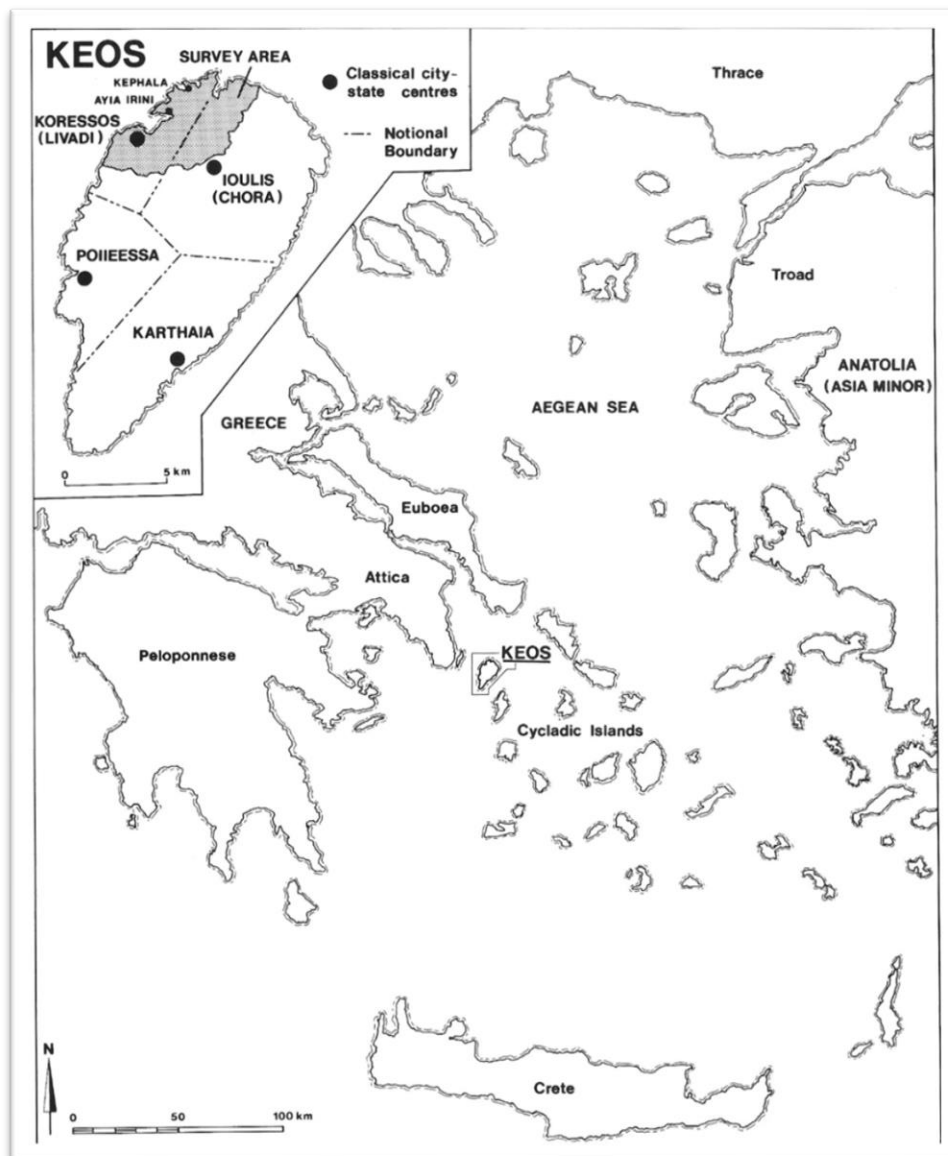 KEOS
SURVEY AREA
KEPHALA
AYIA IRINI
KORESSOS
(LIVADI)
IOULIS
(CHORA)
POIIEESSA
KARTHAIA
0 5 km
Classical city-
state centres
Notional
Boundary
Thrace
Troad
ANATOLIA
(ASIA MINOR)
AEGEAN SEA
GREECE
Euboea
Attica
Peloponnese
KEOS
Cycladic Islands
Crete
N
0 50 100 km